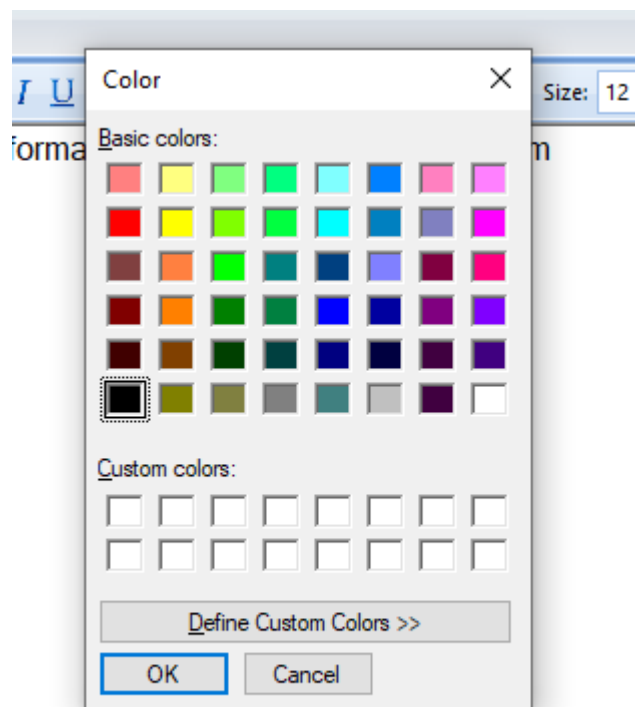 Color
I U Size: 12
Basic colors:
forma m
Custom colors:
Define Custom Colors >>
OK Cancel